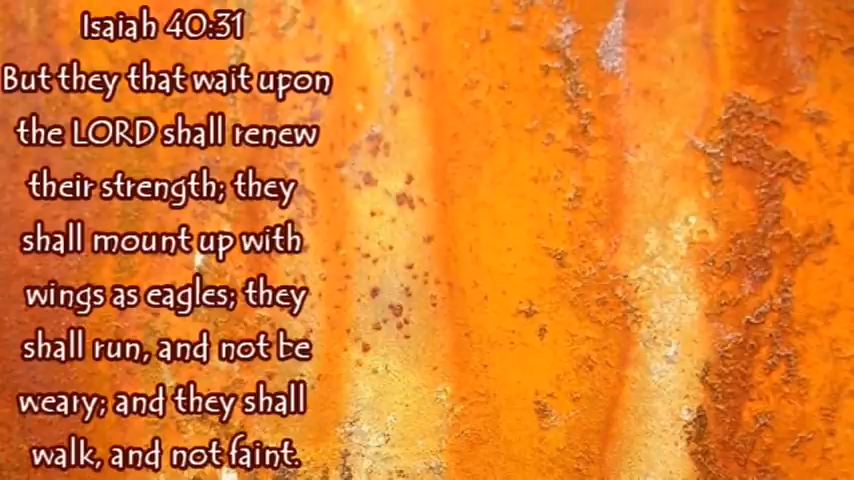 Isaiah 40:31
But they that wait upon
the LORD shall renew
their strength; they
shall mount up with
wings as eagles; they
shall run, and not be
weary; and they shall
walk, and not faint.